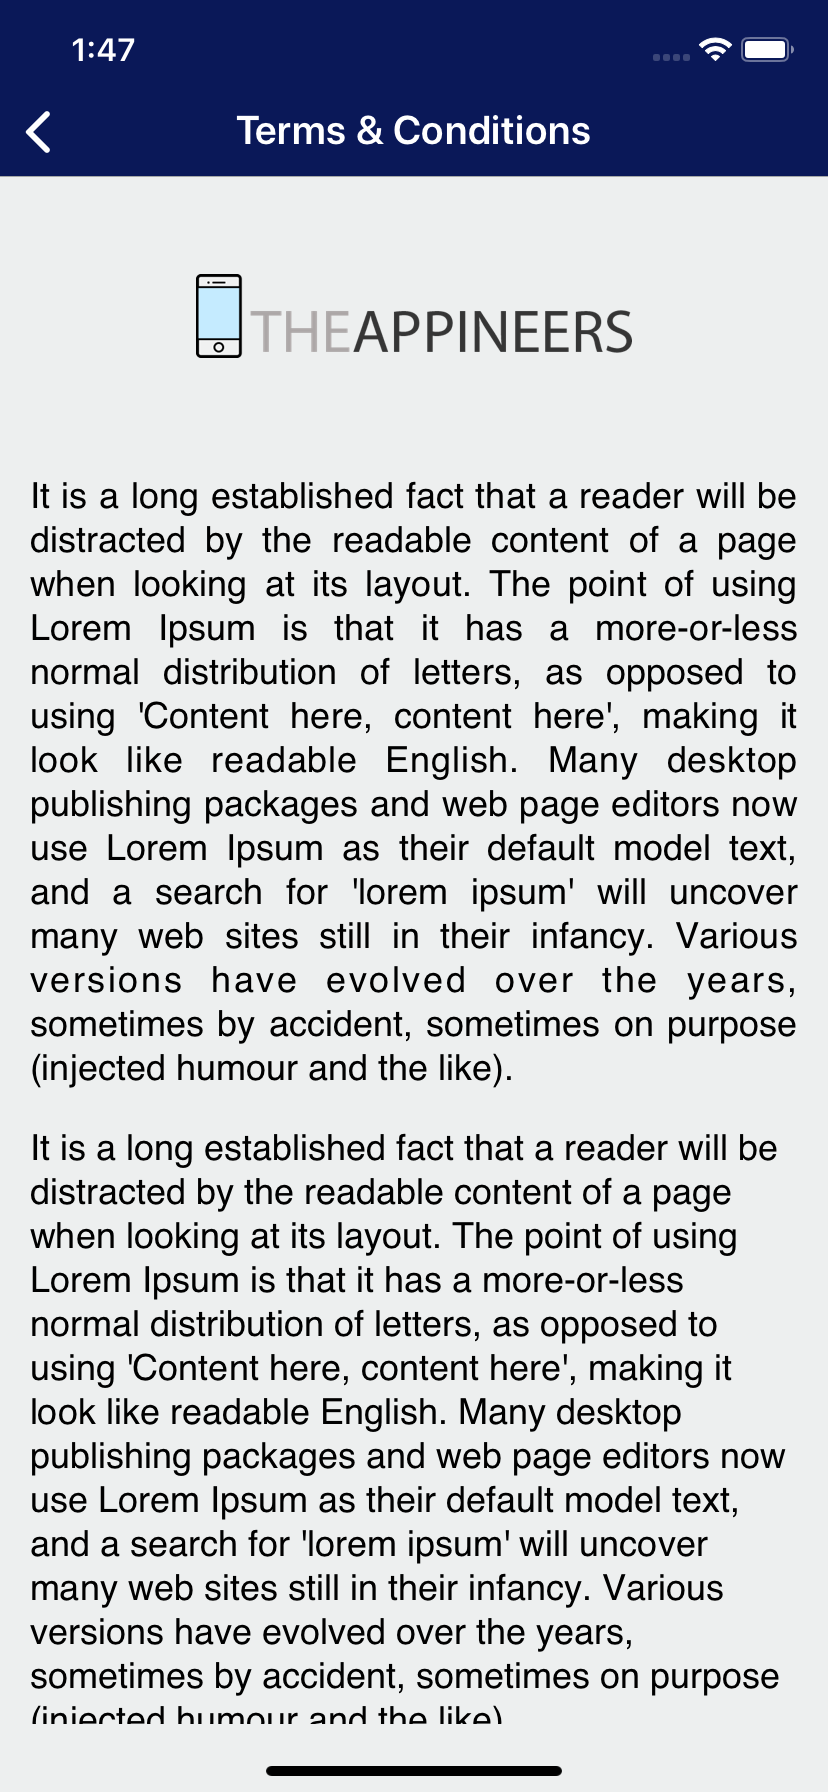 1:47
Terms & Conditions
THEAPPINEERS
It is a long established fact that a reader will be
distracted by the readable content of a page
when looking at its layout. The point of using
Lorem Ipsum is that it has a more-or-less
normal distribution of letters, as opposed to
using 'Content here, content here', making it
look like readable English. Many desktop
publishing packages and web page editors now
use Lorem Ipsum as their default model text,
and a search for 'lorem ipsum' will uncover
many web sites still in their infancy. Various
versions have evolved over the years,
sometimes by accident, sometimes on purpose
(injected humour and the like).
It is a long established fact that a reader will be
distracted by the readable content of a page
when looking at its layout. The point of using
Lorem Ipsum is that it has a more-or-less
normal distribution of letters, as opposed to
using 'Content here, content here', making it
look like readable English. Many desktop
publishing packages and web page editors now
use Lorem Ipsum as their default model text,
and a search for 'lorem ipsum' will uncover
many web sites still in their infancy. Various
versions have evolved over the years,
sometimes by accident, sometimes on purpose
(injected humour and the like)